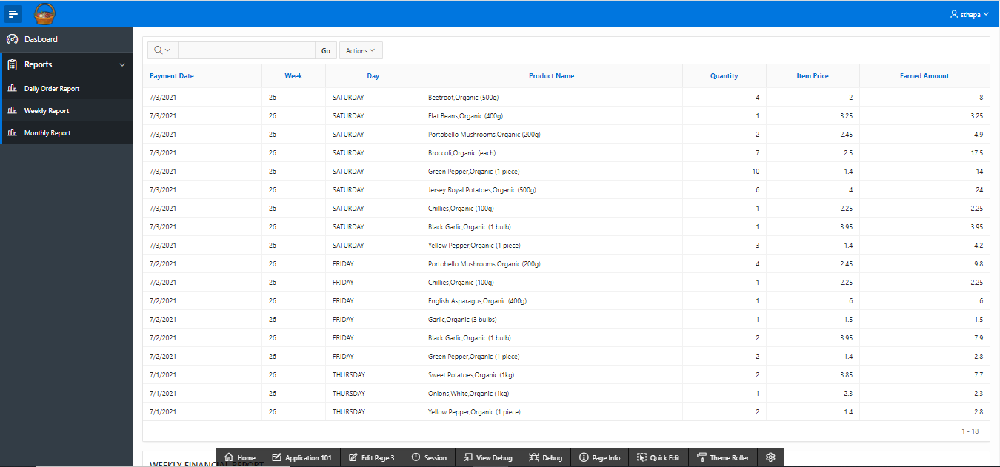 sthapa
Dasboard
Reports
Daily Order Report
Weekly Report
Monthly Report
Go Actions
Payment Date Week Day Product Name Quantity Item Price Earned Amount
7/3/2021 26 SATURDAY Beetroot,Organic (500g) 4 2 8
7/3/2021 26 SATURDAY Flat Beans,Organic (400g) 1 3.25 3.25
7/3/2021 26 SATURDAY Portobello Mushrooms,Organic (200g) 2 2.45 4.9
7/3/2021 26 SATURDAY Broccoli,Organic (each) 7 2.5 17.5
7/3/2021 26 SATURDAY Green Pepper,Organic (1 piece) 10 1.4 14
7/3/2021 26 SATURDAY Jersey Royal Potatoes,Organic (500g) 6 4 24
7/3/2021 26 SATURDAY Chillies,Organic (100g) 1 2.25 2.25
7/3/2021 26 SATURDAY Black Garlic,Organic (1 bulb) 1 3.95 3.95
7/3/2021 26 SATURDAY Yellow Pepper,Organic (1 piece) 3 1.4 4.2
7/2/2021 26 FRIDAY Portobello Mushrooms,Organic (200g) 4 2.45 9.8
7/2/2021 26 FRIDAY Chillies,Organic (100g) 1 2.25 2.25
7/2/2021 26 FRIDAY English Asparagus,Organic (400g) 1 6 6
7/2/2021 26 FRIDAY Garlic,Organic (3 bulbs) 1 1.5 1.5
7/2/2021 26 FRIDAY Black Garlic,Organic (1 bulb) 2 3.95 7.9
7/2/2021 26 FRIDAY Green Pepper,Organic (1 piece) 2 1.4 2.8
7/1/2021 26 THURSDAY Sweet Potatoes,Organic (1kg) 2 3.85 7.7
7/1/2021 26 THURSDAY Onions,White,Organic (1kg) 1 2.3 2.3
7/1/2021 26 THURSDAY Yellow Pepper,Organic (1 piece) 2 1.4 2.8
1 - 18
Home Application 101 Edit Page 3 Session View Debug Debug Page Info Quick Edit Theme Roller
WEEKLY FINANCIAL REPORT